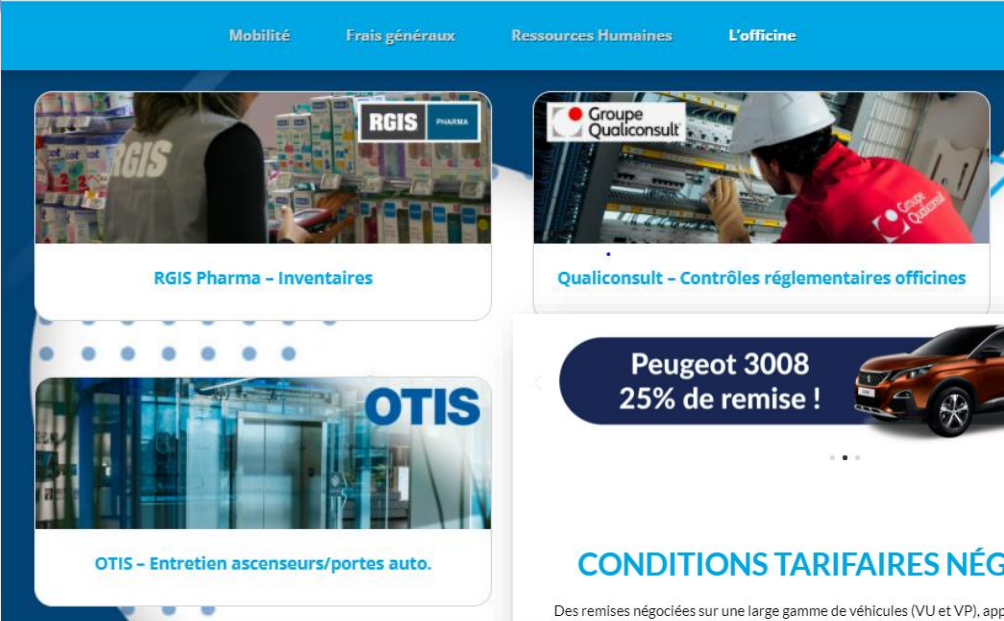 Mobilité Frais généraux Ressources Humaines L'officine
RGIS
RGIS PHARMA
RGIS Pharma – Inventaires
Groupe
Qualiconsult
Groupe
Qualiconsult
Qualiconsult – Contrôles réglementaires officines
OTIS
OTIS – Entretien ascenseurs/portes auto.
Peugeot 3008
25% de remise !
CONDITIONS TARIFAIRES NÉG
Des remises négociées sur une large gamme de véhicules (VU et VP), app